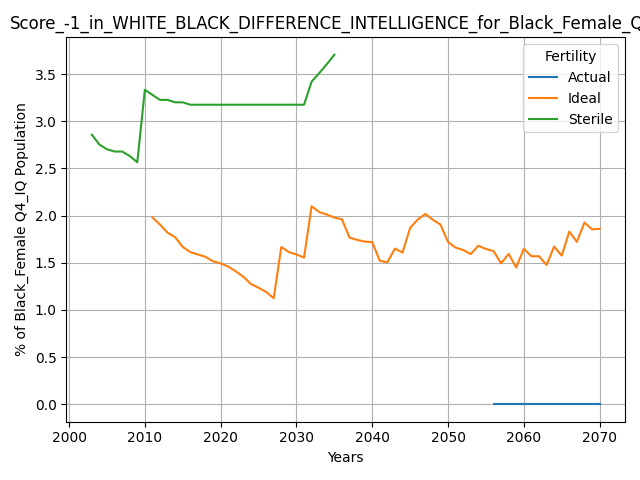 Score_-1_in_WHITE_BLACK_DIFFERENCE_INTELLIGENCE_for_Black_Female_Q
Fertility
Actual
Ideal
Sterile
% of Black_Female Q4_IQ Population
3.5
3.0
2.5
2.0
1.5
1.0
0.5
0.0
2000 2010 2020 2030 2040 2050 2060 2070
Years